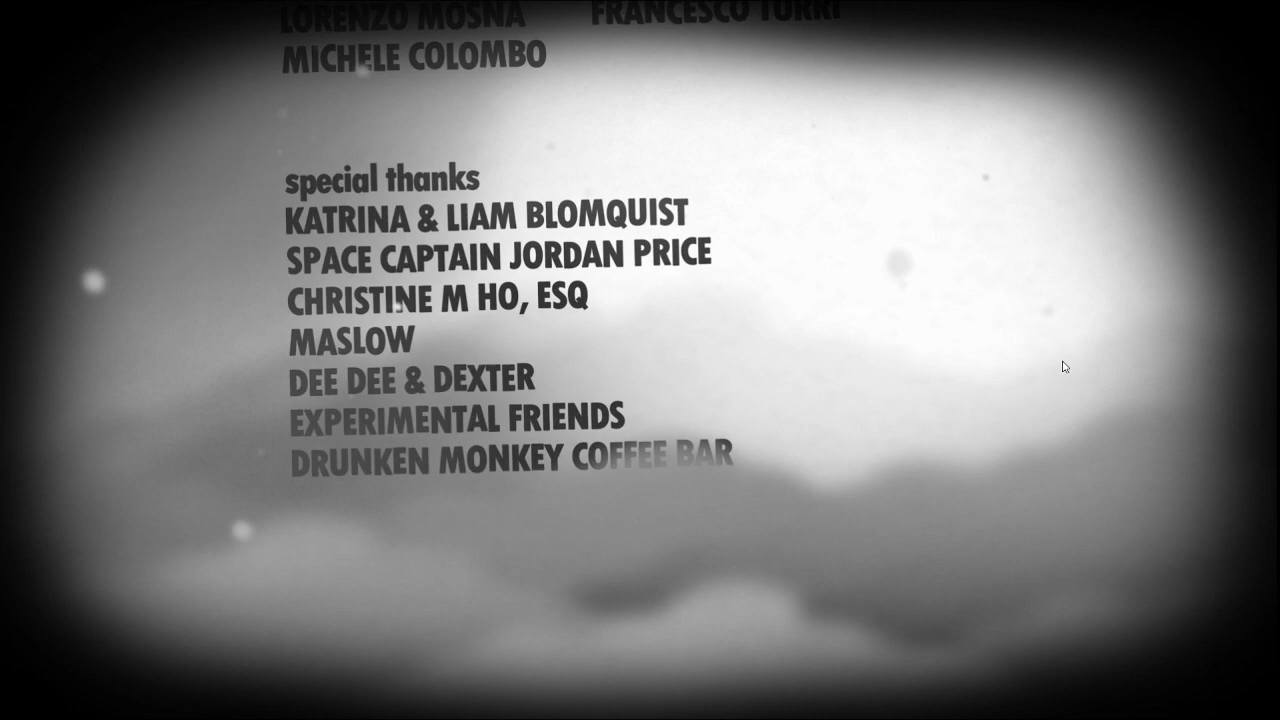 LORENZO MOSNA FRANCESCO TURRI
MICHELE COLOMBO
special thanks
KATRINA & LIAM BLOMQUIST
SPACE CAPTAIN JORDAN PRICE
CHRISTINE M HO, ESQ
MASLOW
DEE DEE & DEXTER
EXPERIMENTAL FRIENDS
DRUNKEN MONKEY COFFEE BAR